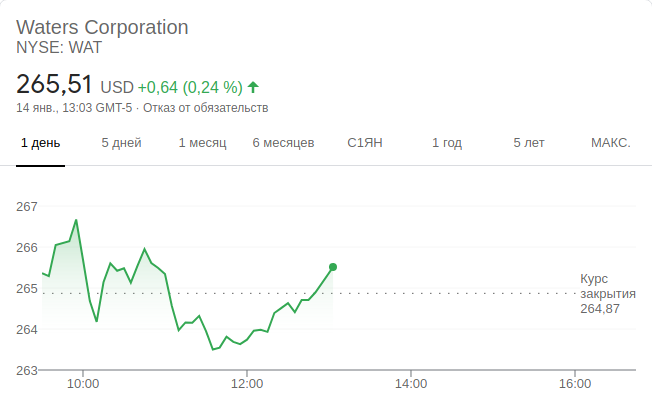 Waters Corporation
NYSE: WAT
265,51 USD +0,64 (0,24 %)
14 янв., 13:03 GMT-5 · Отказ от обязательств
1 день 5 дней 1 месяц 6 месяцев С1ЯН 1 год 5 лет МАКС.
267
266
265
264
263
Курс
закрытия
264,87
10:00 12:00 14:00 16:00